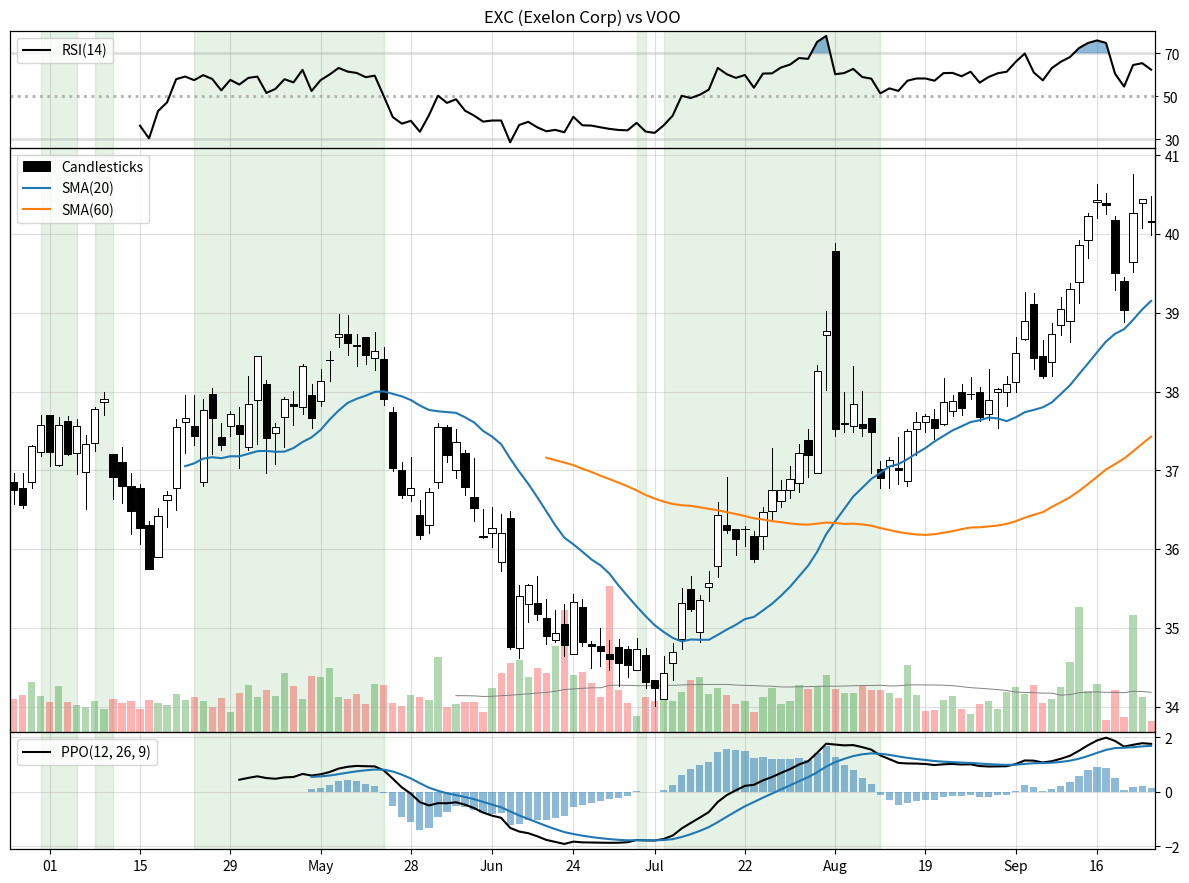 EXC (Exelon Corp) vs VOO
RSI(14)
70
50
30
Candlesticks
SMA(20)
SMA(60)
41
40
39
38
37
36
35
34
PPO(12, 26, 9)
2
0
−2
01 15 29 May 28 Jun 24 Jul 22 Aug 19 Sep 16